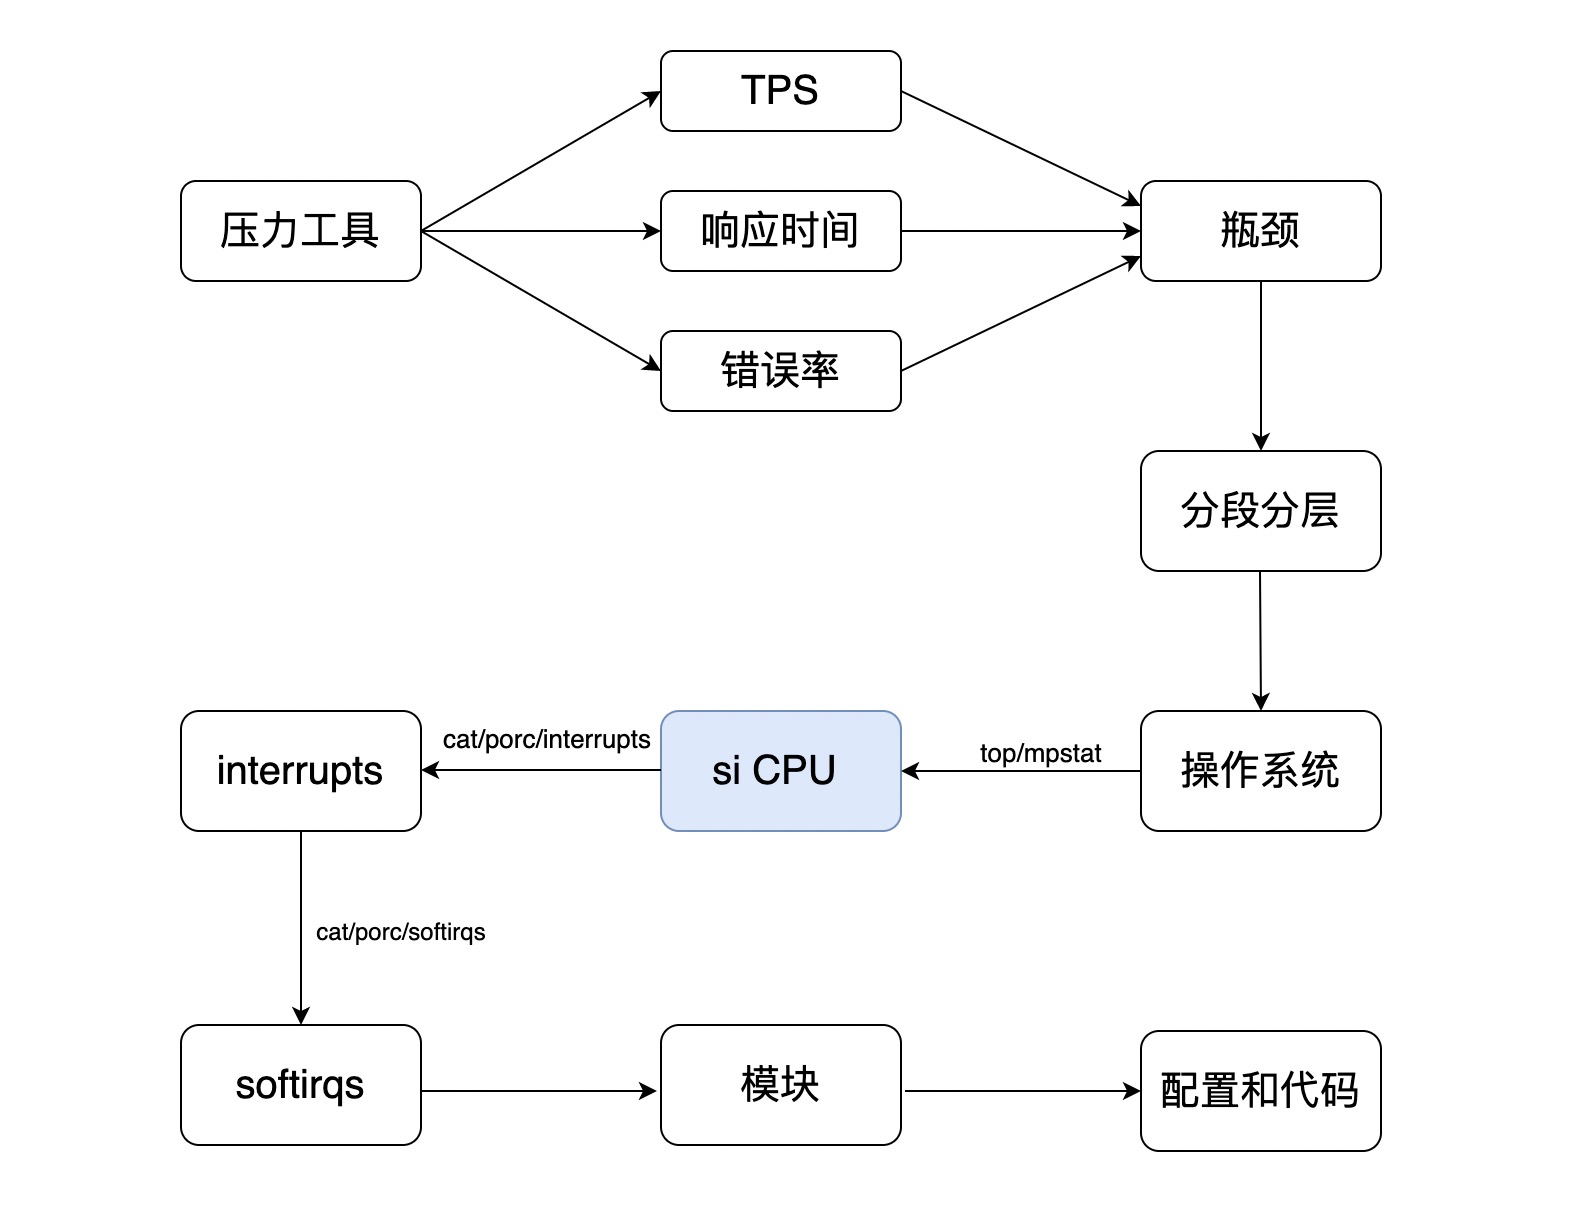 TPS
压力工具
响应时间
瓶颈
错误率
分段分层
操作系统
top/mpstat
si CPU
cat/porc/interrupts
interrupts
cat/porc/softirqs
softirqs
模块
配置和代码